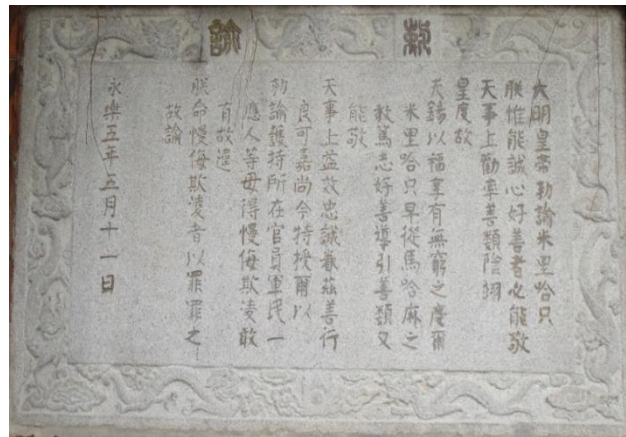 敕諭
大明皇帝勅諭米里哈只
朕惟能誠心好善者必能敬
天事上勸率善類陰翊
皇度故
天錫以福享有無窮之慶爾
米里哈只早從馬哈麻之
教篤志好善導引善類又
能敬
天事上益效忠誠眷茲善行
良可嘉尚今特授爾以
勅諭護持所在官員軍民一
應人等毋得慢侮欺凌敢
有故違
朕命慢侮欺凌者以罪罪之
故諭
永樂五年五月十一日